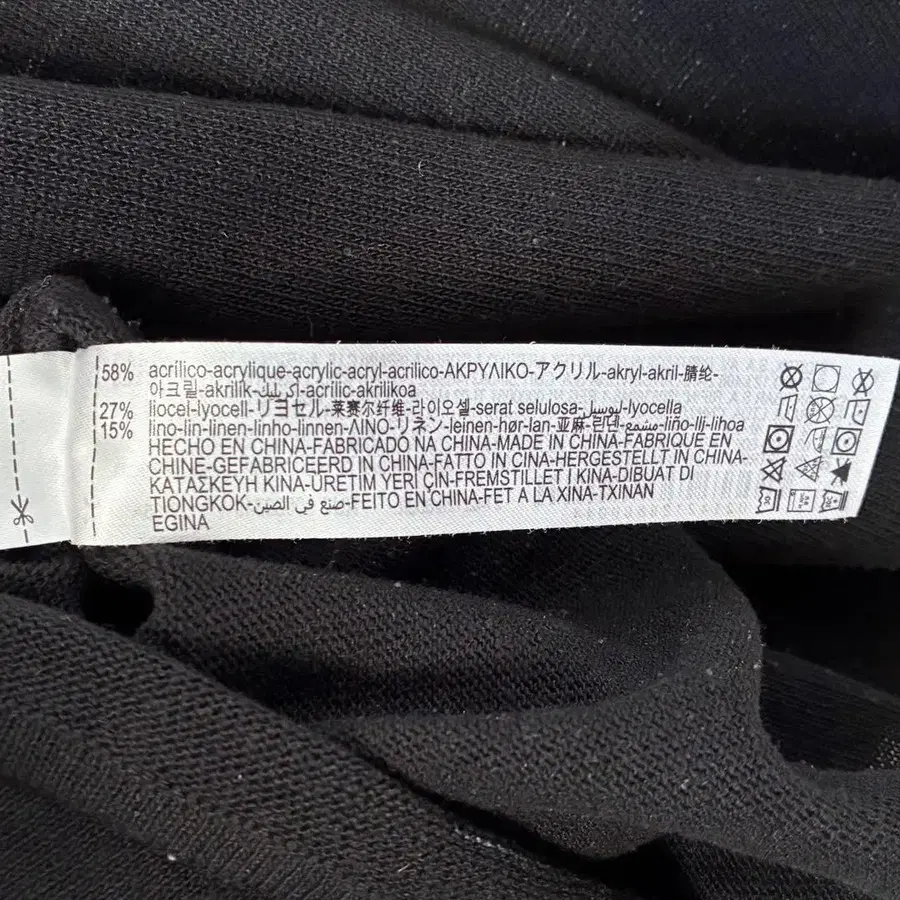 58% acrílico-acrylique-acrylic-acryl-acrilico-ΑΚΡΥΛΙΚΟ-アクリル-akryl-akril-腈纶-
아크릴-akrilik-اكريليك-acrílic-akrilikoa
27% liocel-lyocell-リヨセル-莱赛尔纤维-라이오셀-serat selulosa-ليوسيل-lyocella
15% lino-lin-linen-linho-linnen-ΛΙΝΟ-リネン-leinen-hør-lan-亚麻-린넨-مشمع-liño-llj-lihoa
HECHO EN CHINA-FABRICADO NA CHINA-MADE IN CHINA-FABRIQUE EN
CHINE-GEFABRICEERD IN CHINA-FATTO IN CINA-HERGESTELLT IN CHINA-
ΚΑΤΑΣΚΕΥΗ ΚΙΝΑ-URETIM YERI ÇIN-FREMSTILLET I KINA-DIBUAT DI
TIONGKOK-صنع في الصين-FEITO EN CHINA-FET A LA XINA-TXINAN
EGINA